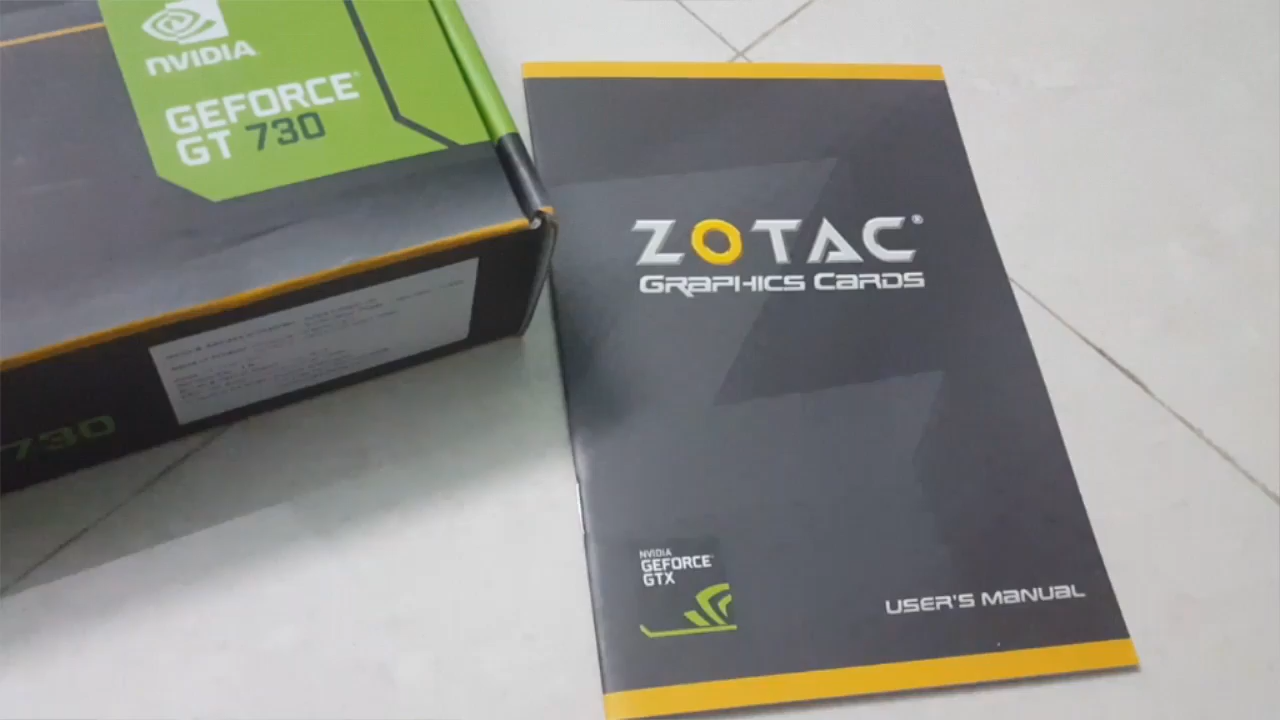 NVIDIA
GEFORCE®
GT 730
730
ZOTAC®
GRAPHICS CARDS
NVIDIA
GEFORCE®
GTX
USER'S MANUAL